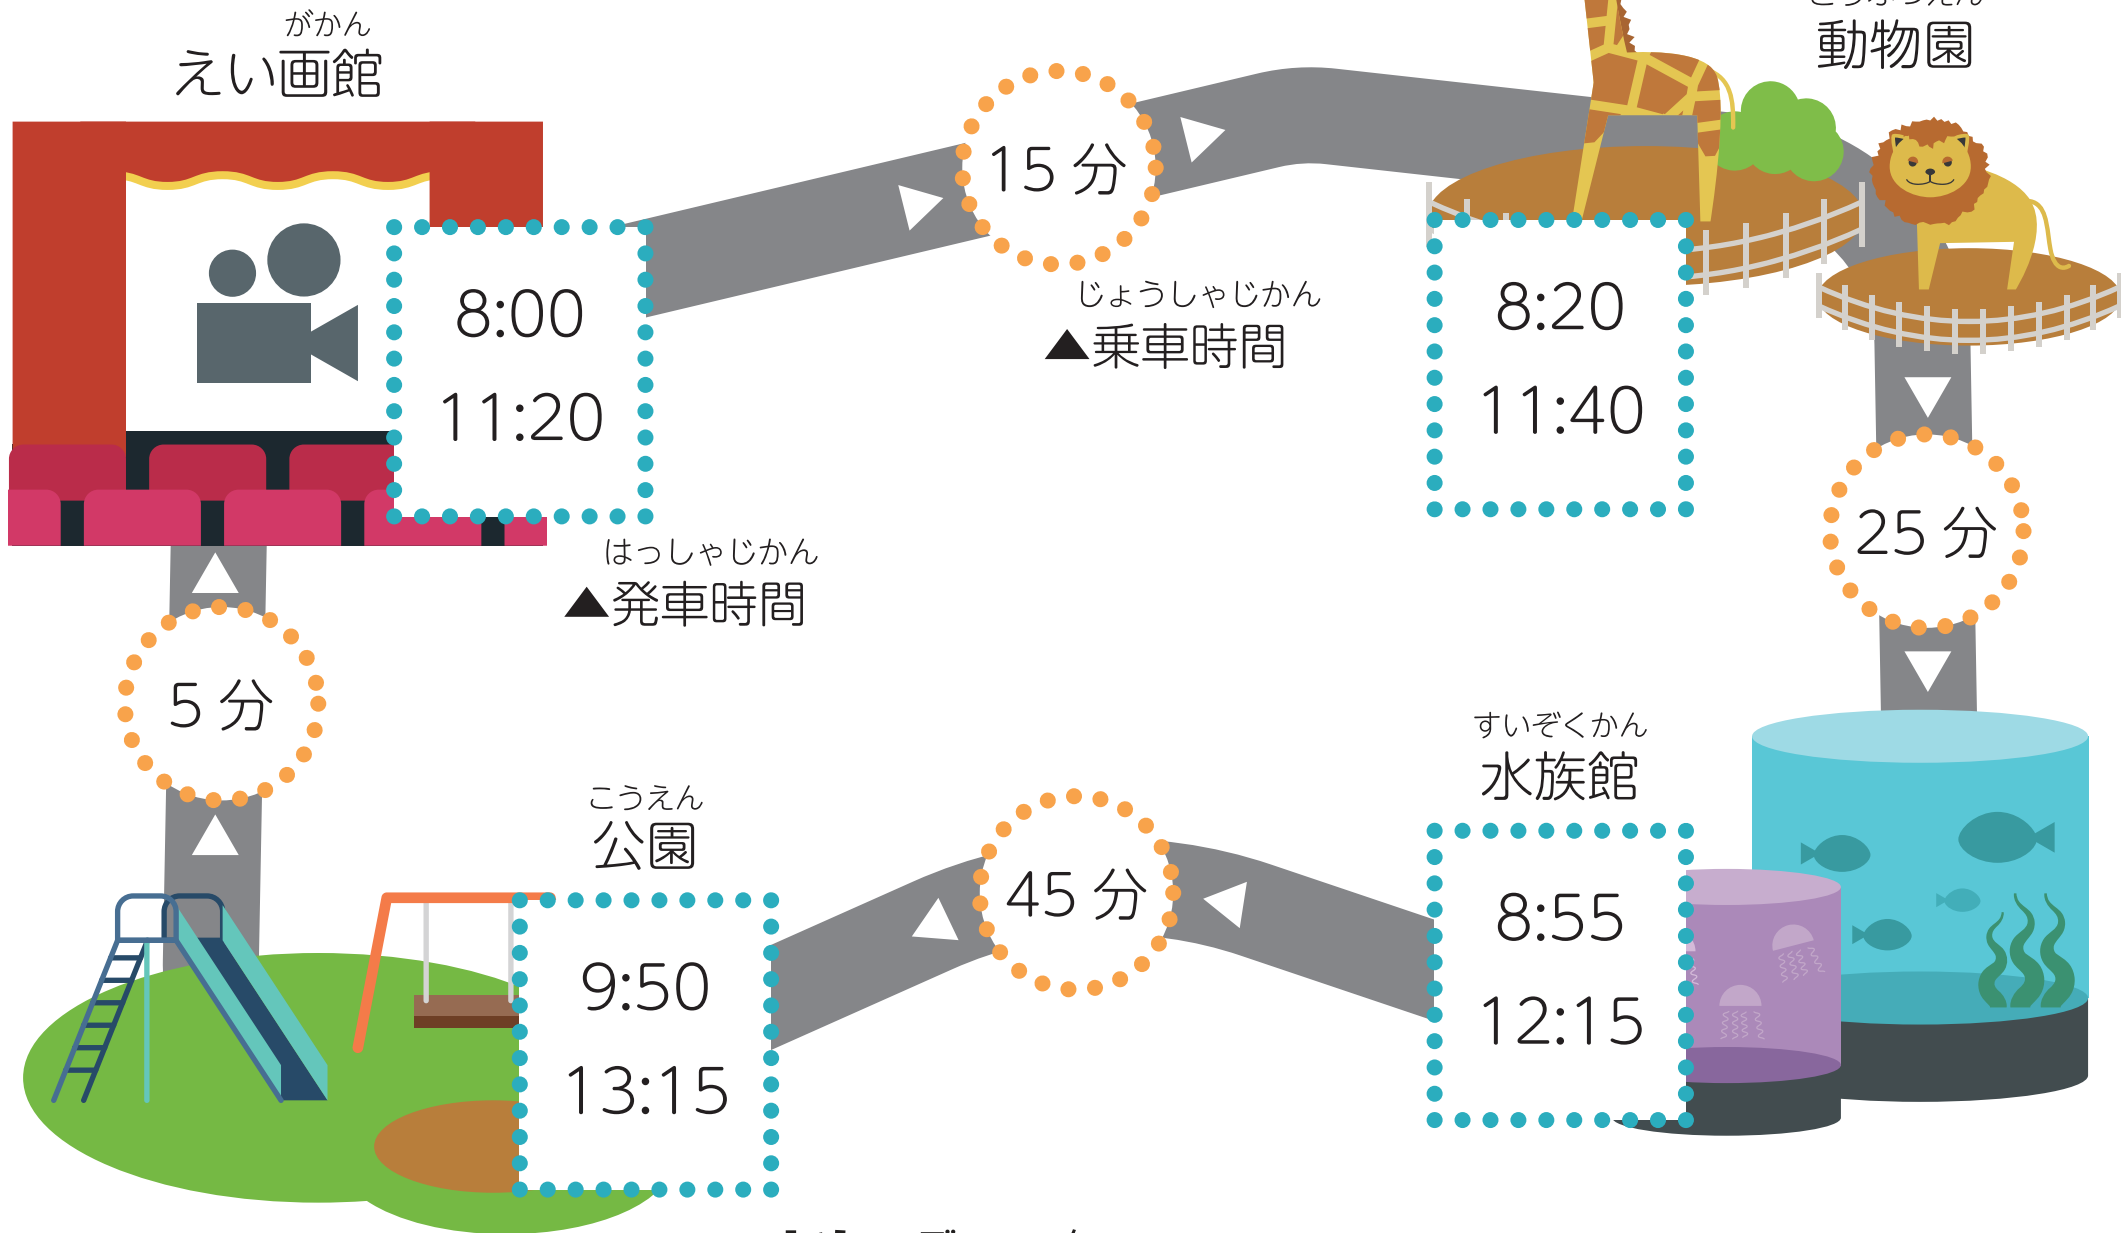 がかん
えい画館
動物園
15 分
8:00
11:20
じょうしゃじかん
▲乗車時間
8:20
11:40
はっしゃじかん
▲発車時間
25 分
5 分
すいぞくかん
水族館
こうえん
公園
45 分
8:55
12:15
9:50
13:15